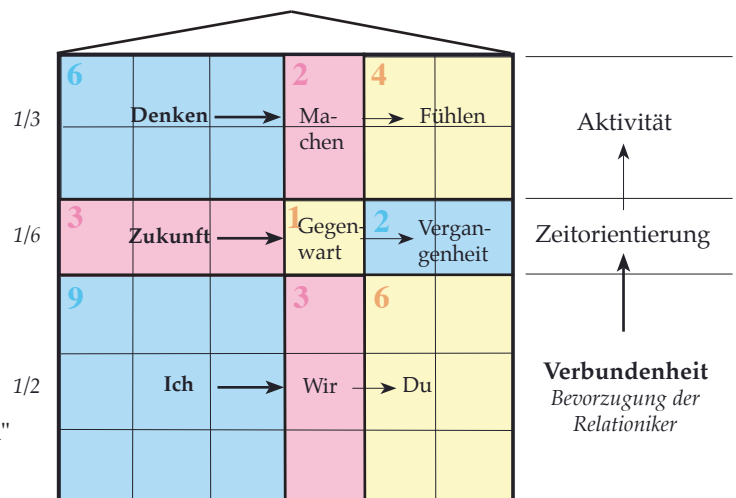 6 2 4
1/3 Denken Ma- Fühlen Aktivität
chen
3 1 2
1/6 Zukunft Gegen- Vergan- Zeitorientierung
wart genheit
9 3 6
Verbundenheit
1/2 Ich Wir Du Bevorzugung der
Relationiker
"